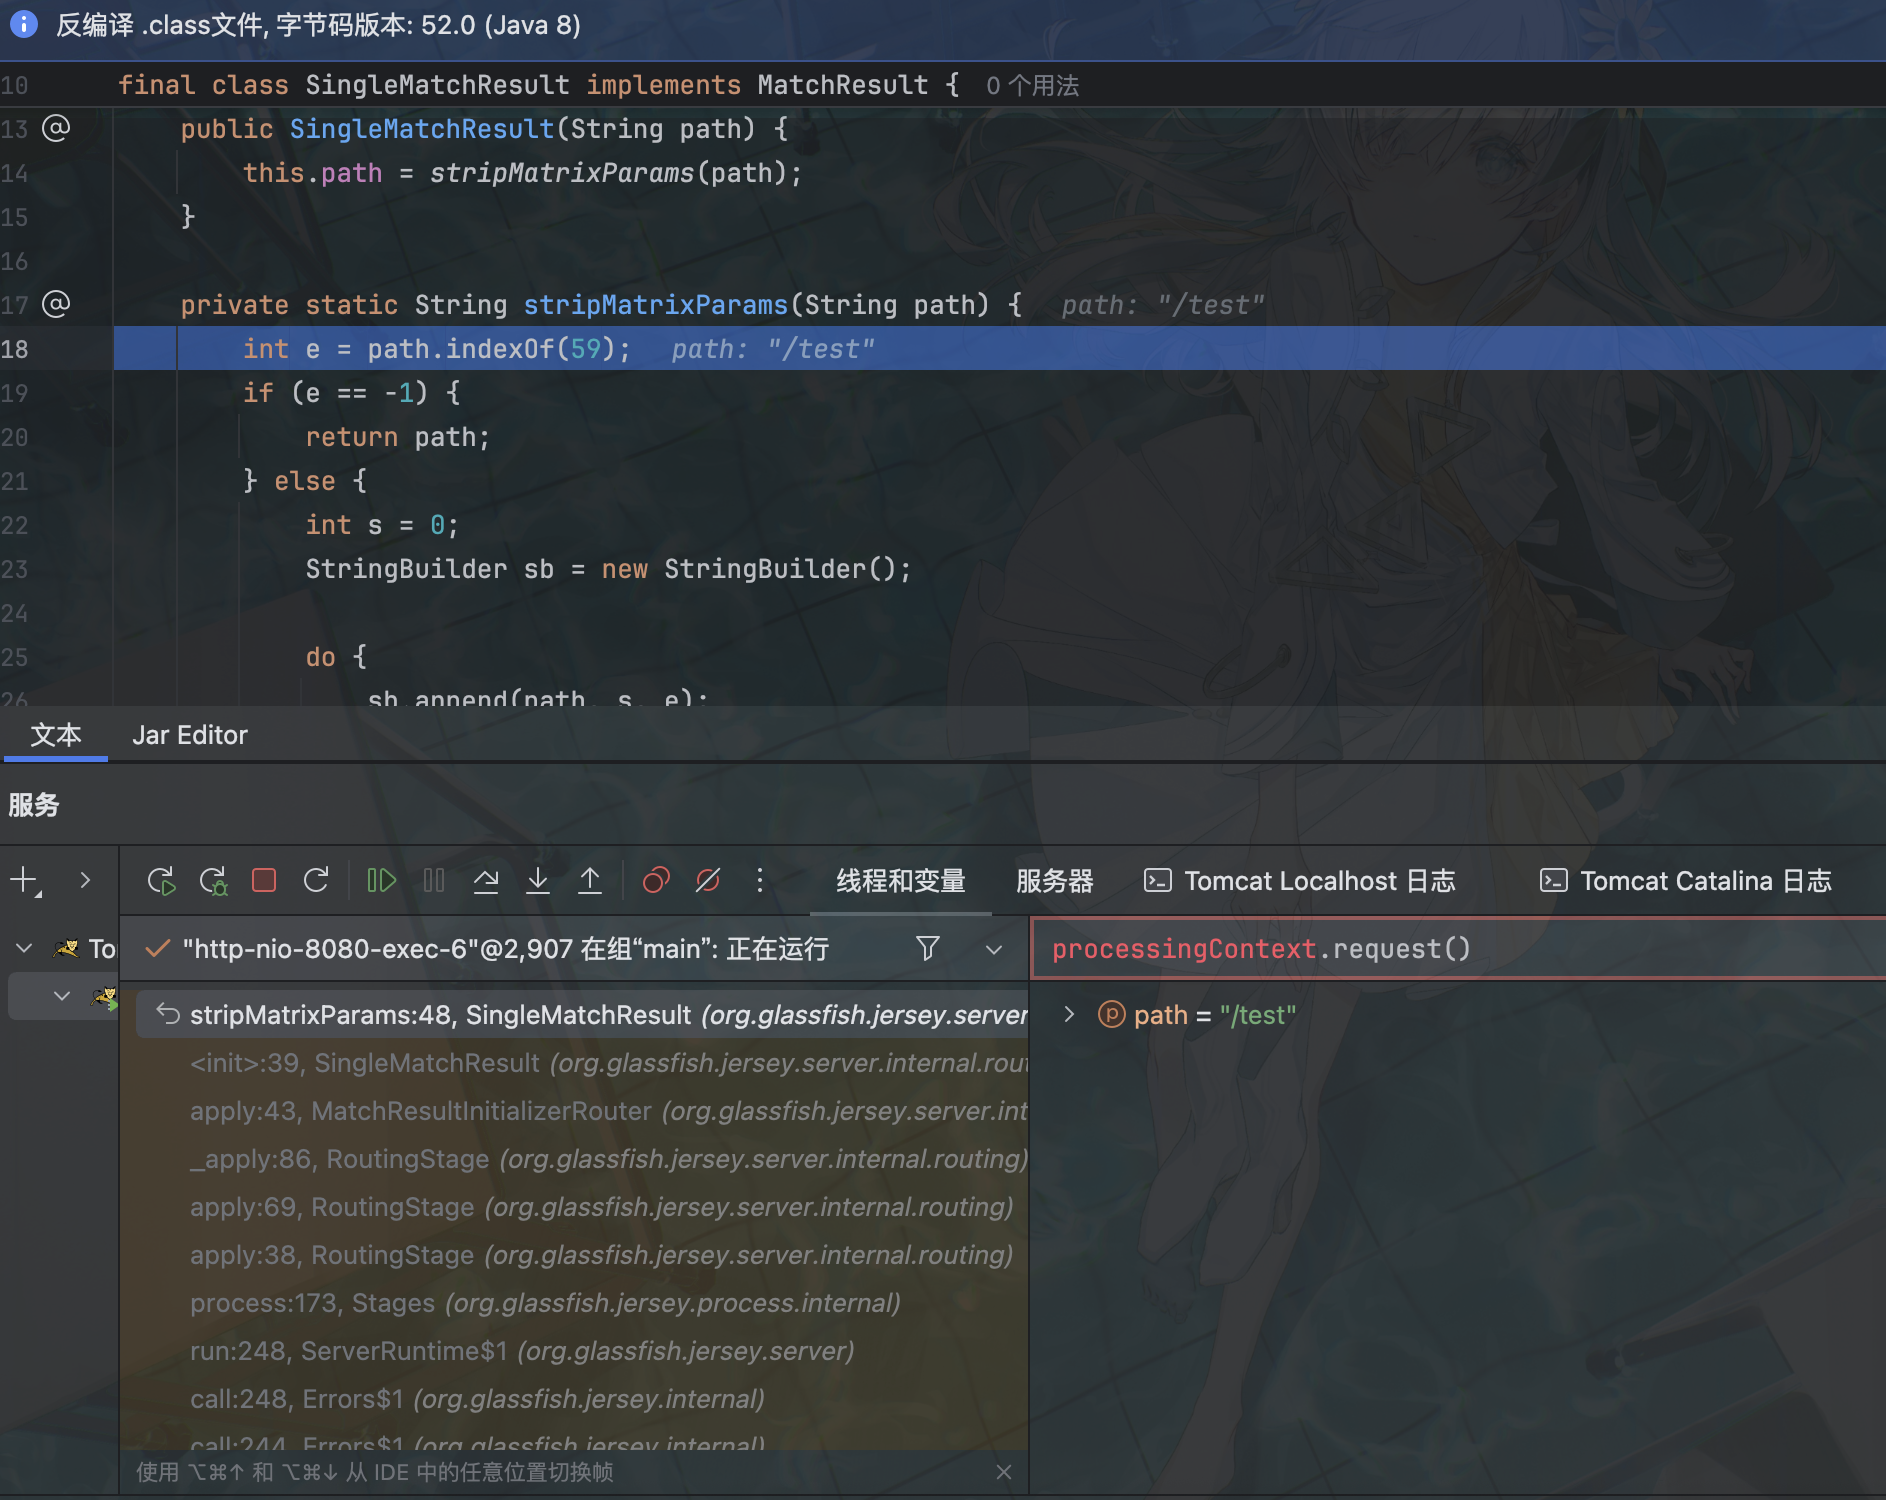 反编译 .class文件, 字节码版本: 52.0 (Java 8)
10 final class SingleMatchResult implements MatchResult { 0 个用法
13 @ public SingleMatchResult(String path) {
14 this.path = stripMatrixParams(path);
15 }
16
17 @ private static String stripMatrixParams(String path) { path: "/test"
18 int e = path.indexOf(59); path: "/test"
19 if (e == -1) {
20 return path;
21 } else {
22 int s = 0;
23 StringBuilder sb = new StringBuilder();
24
25 do {
26 sb.append(path, s, e);
文本 Jar Editor
服务
线程和变量 服务器 Tomcat Localhost 日志 Tomcat Catalina 日志
To
"http-nio-8080-exec-6"@2,907 在组“main”: 正在运行
processingContext.request()
stripMatrixParams:48, SingleMatchResult (org.glassfish.jersey.server
p path = "/test"
<init>:39, SingleMatchResult (org.glassfish.jersey.server.internal.rout
apply:43, MatchResultInitializerRouter (org.glassfish.jersey.server.int
_apply:86, RoutingStage (org.glassfish.jersey.server.internal.routing)
apply:69, RoutingStage (org.glassfish.jersey.server.internal.routing)
apply:38, RoutingStage (org.glassfish.jersey.server.internal.routing)
process:173, Stages (org.glassfish.jersey.process.internal)
run:248, ServerRuntime$1 (org.glassfish.jersey.server)
call:248, Errors$1 (org.glassfish.jersey.internal)
call:244, Errors$1 (org.glassfish.jersey.internal)
使用 ⌥⌘↑ 和 ⌥⌘↓ 从 IDE 中的任意位置切换帧